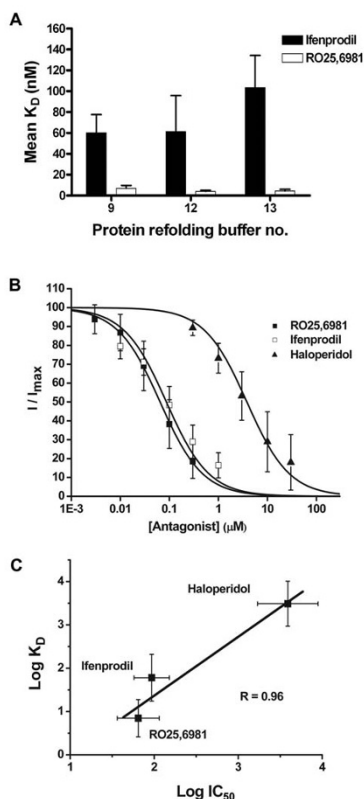 A
Mean K_D (nM)
160
140
120
100
80
60
40
20
0
Ifenprodil
RO25,6981
9 12 13
Protein refolding buffer no.
B
I / I_max
100
90
80
70
60
50
40
30
20
10
0
RO25,6981
Ifenprodil
Haloperidol
1E-3 0.01 0.1 1 10 100
[Antagonist] (μM)
C
Log K_D
4
3
2
1
0
Haloperidol
Ifenprodil
R = 0.96
RO25,6981
1 2 3 4
Log IC_50